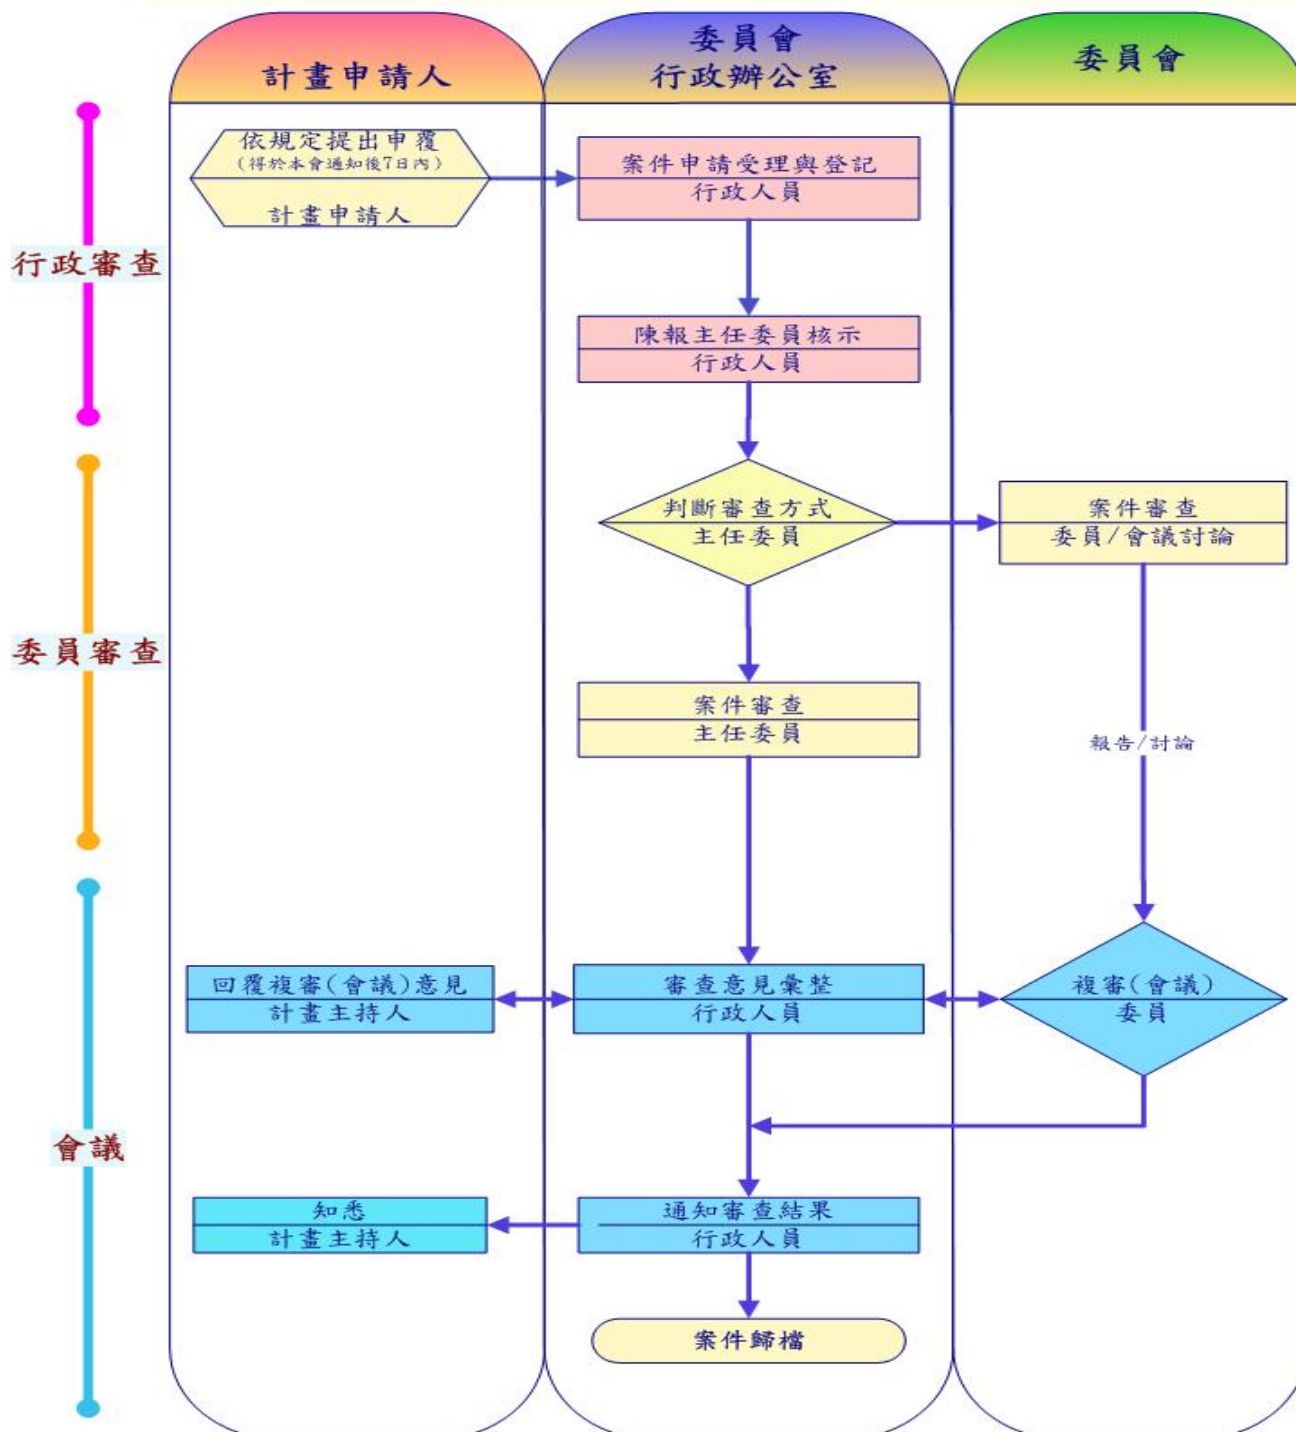 計畫申請人
委員會
行政辦公室
委員會
依規定提出申覆
(得於本會通知後7日內)
計畫申請人
案件申請受理與登記
行政人員
行政審查
陳報主任委員核示
行政人員
判斷審查方式
主任委員
案件審查
委員/會議討論
委員審查
案件審查
主任委員
報告/討論
回覆複審(會議)意見
計畫主持人
審查意見彙整
行政人員
複審(會議)
委員
會議
知悉
計畫主持人
通知審查結果
行政人員
案件歸檔